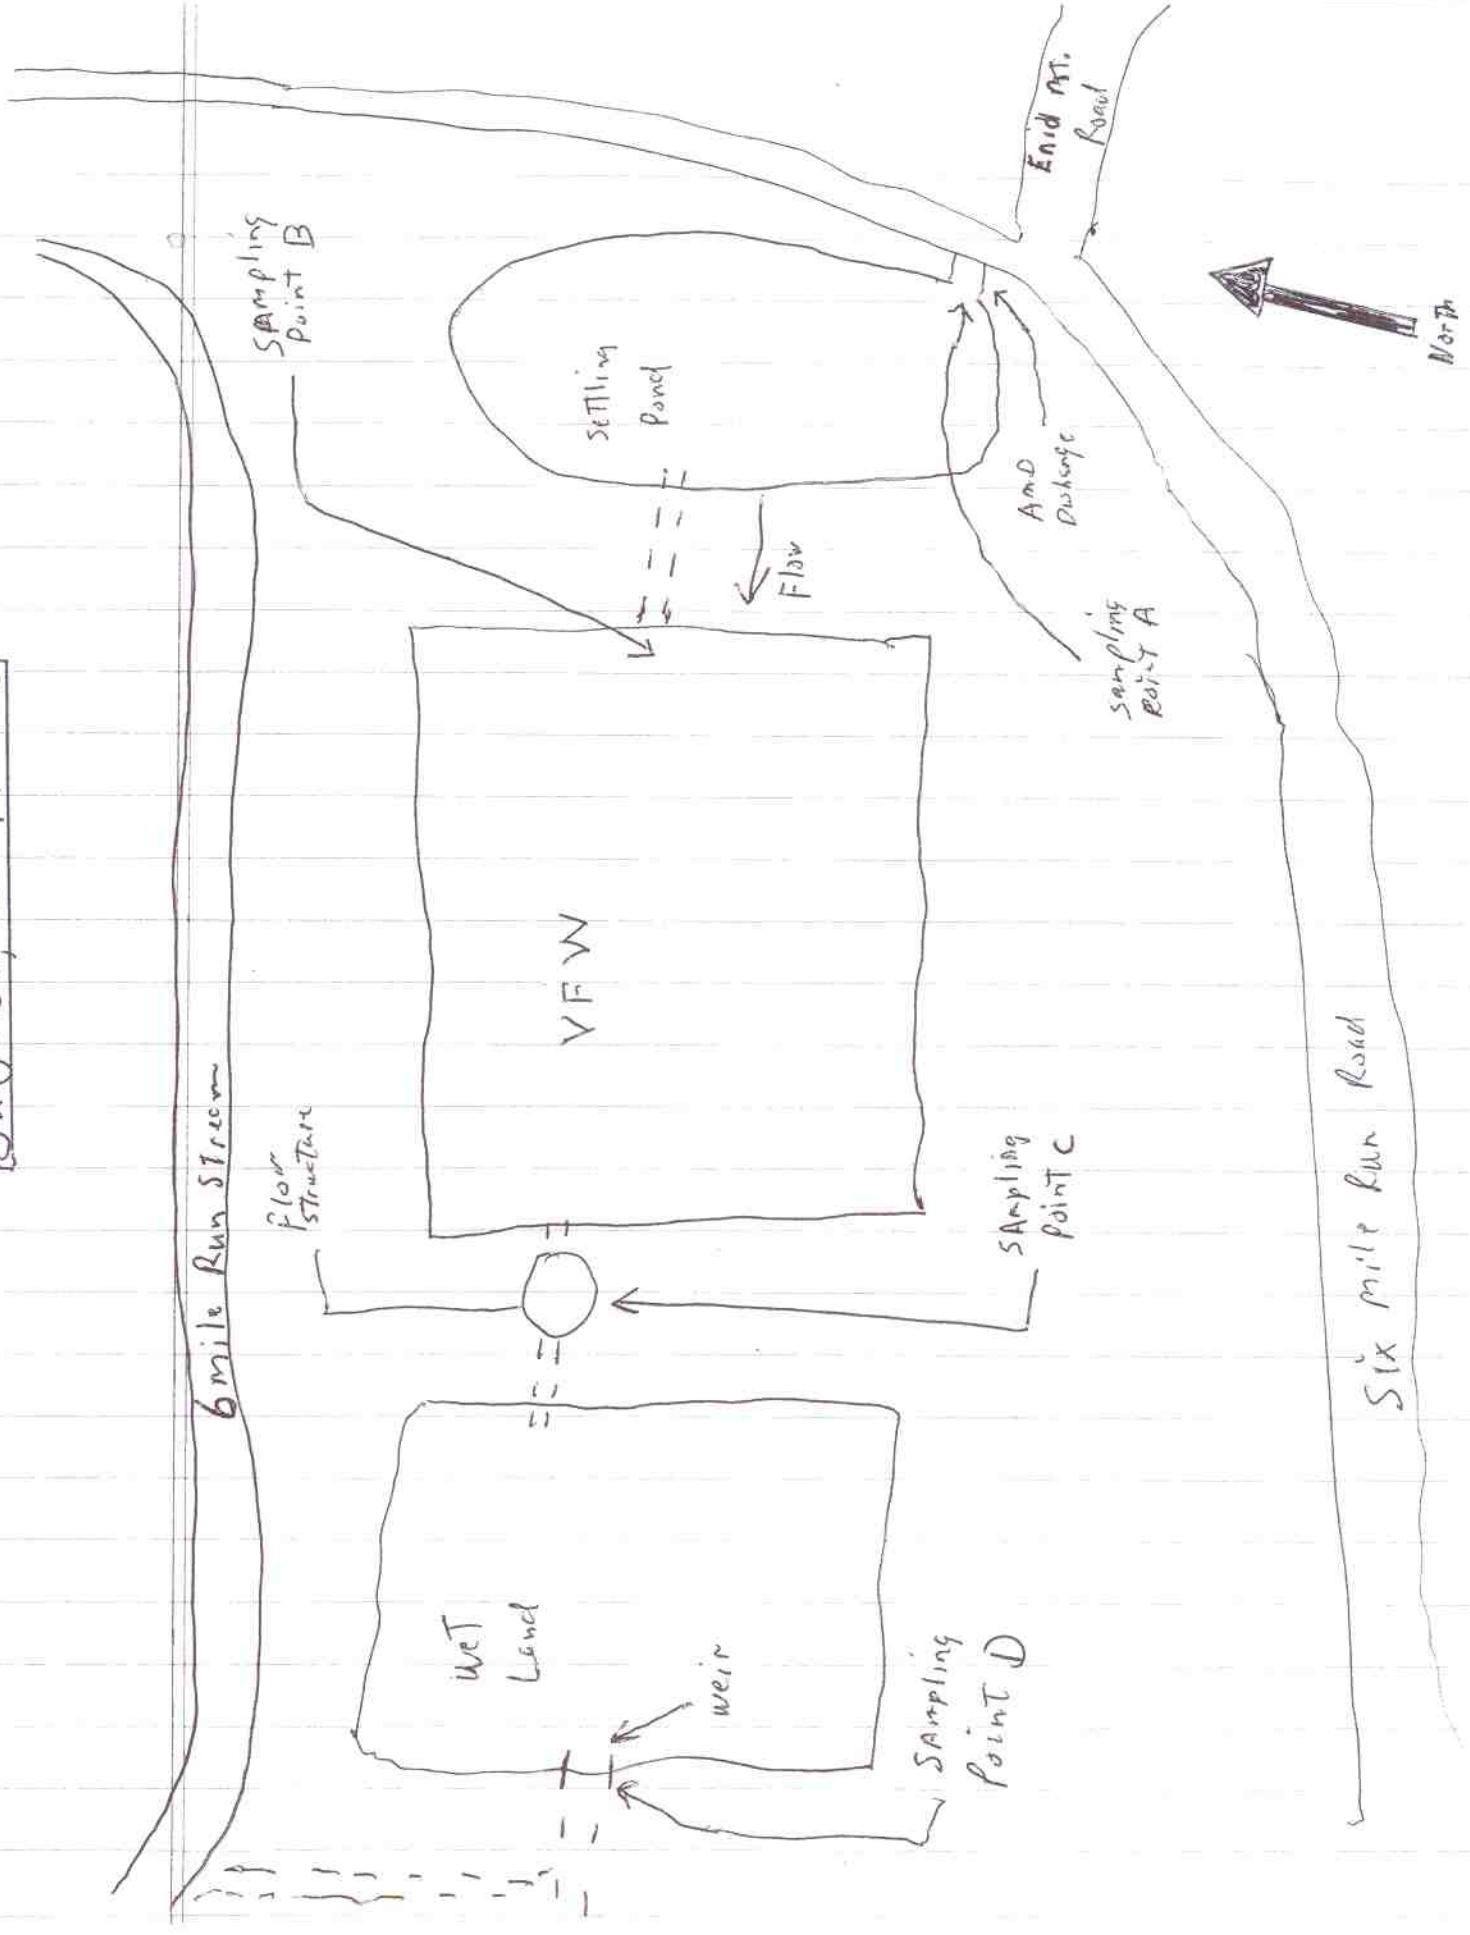 6 mile Run Stream
SAmpling
Point B
Flow
Structure
Settling
Pond
Enid MT.
Road
VFW
Wet
Land
Flow
AMD
Weir
Sampling
Point A
SAmpling
Point C
SAmpling
Point D
North
Six mile Run Road